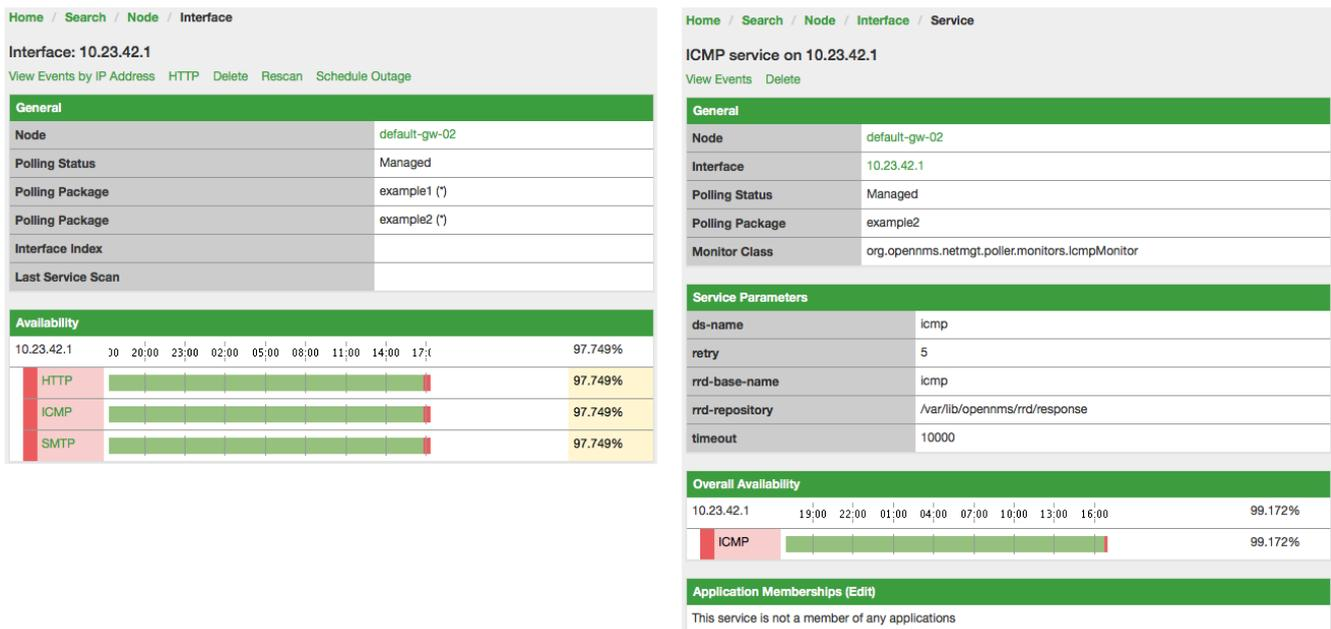 Home / Search / Node / Interface
Interface: 10.23.42.1
View Events by IP Address HTTP Delete Rescan Schedule Outage
General
Node default-gw-02
Polling Status Managed
Polling Package example1 (*)
Polling Package example2 (*)
Interface Index
Last Service Scan
Availability
10.23.42.1 20:00 23:00 02:00 05:00 08:00 11:00 14:00 97.749%
HTTP 97.749%
ICMP 97.749%
SMTP 97.749%
Home / Search / Node / Interface / Service
ICMP service on 10.23.42.1
View Events Delete
General
Node default-gw-02
Interface 10.23.42.1
Polling Status Managed
Polling Package example2
Monitor Class org.opennms.netmgt.poller.monitors.IcmpMonitor
Service Parameters
ds-name icmp
retry 5
rrd-base-name icmp
rrd-repository /var/lib/opennms/rrd/response
timeout 10000
Overall Availability
10.23.42.1 19:00 22:00 01:00 04:00 07:00 10:00 13:00 16:00 99.172%
ICMP 99.172%
Application Memberships (Edit)
This service is not a member of any applications